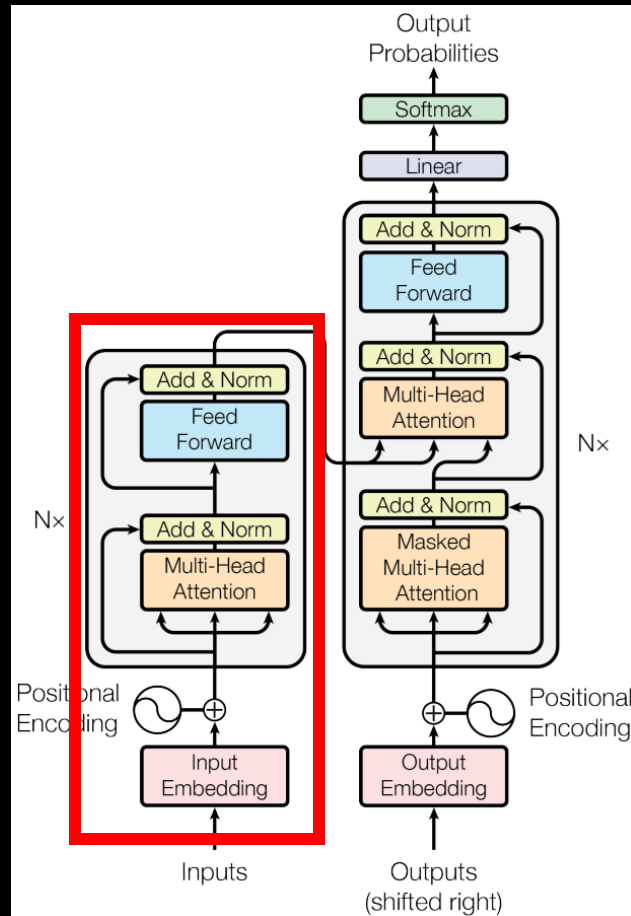 Output
Probabilities
Softmax
Linear
Add & Norm
Feed
Forward
Add & Norm
Multi-Head
Attention
Nx
Add & Norm
Masked
Multi-Head
Attention
Positional
Encoding
Output
Embedding
Outputs
(shifted right)
Add & Norm
Feed
Forward
Nx
Add & Norm
Multi-Head
Attention
Positional
Encoding
Input
Embedding
Inputs